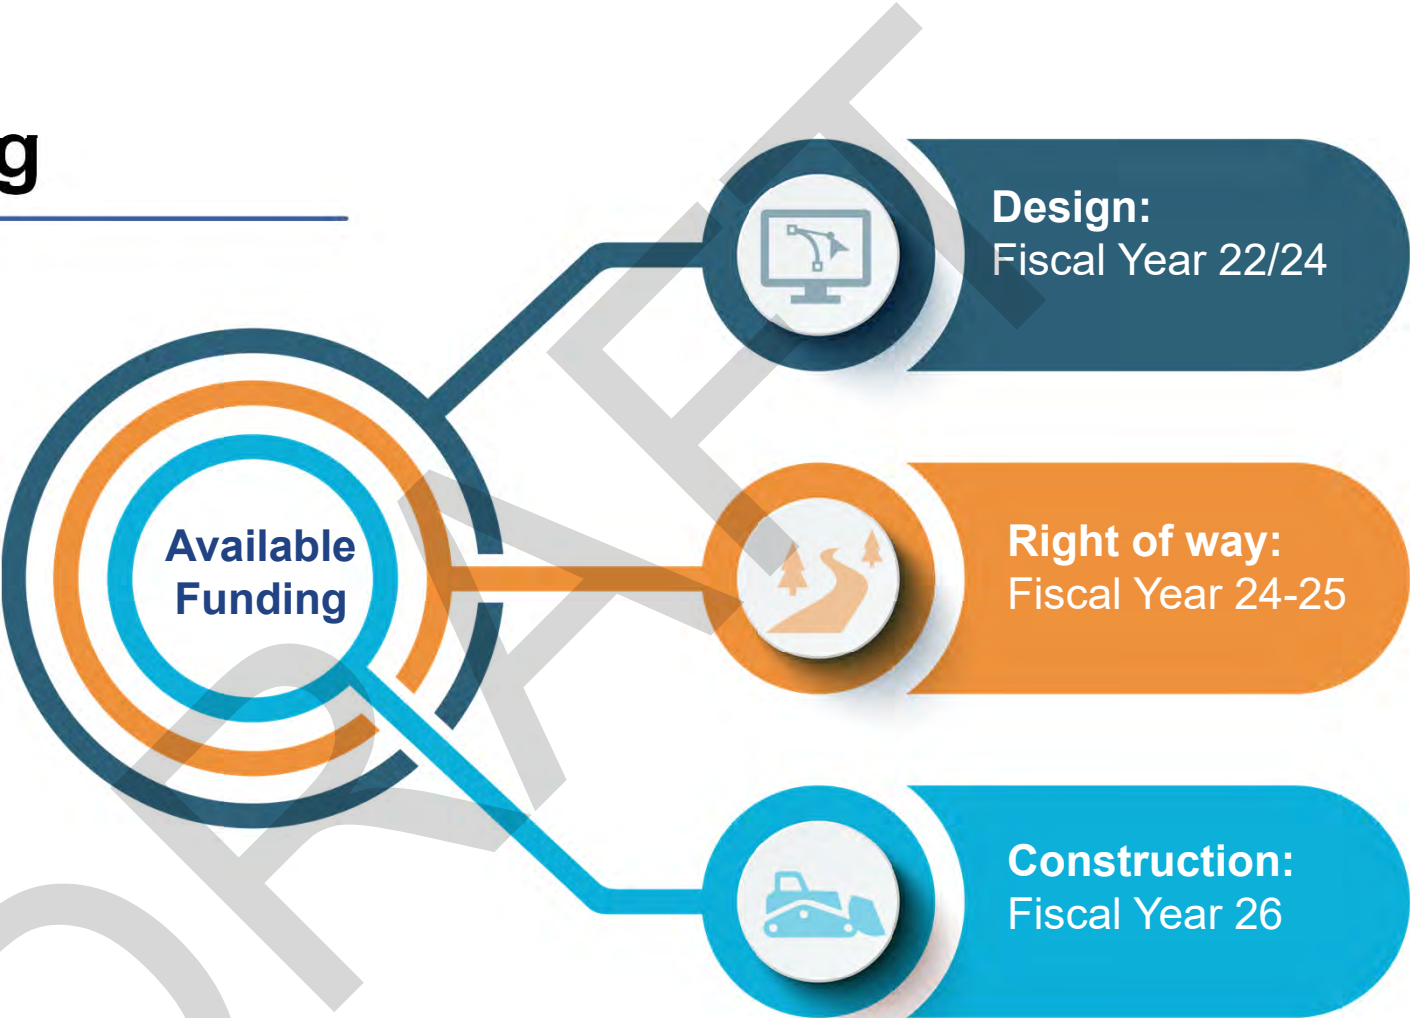 g
Design:
Fiscal Year 22/24
Available
Funding
Right of way:
Fiscal Year 24-25
Construction:
Fiscal Year 26
DRAFT